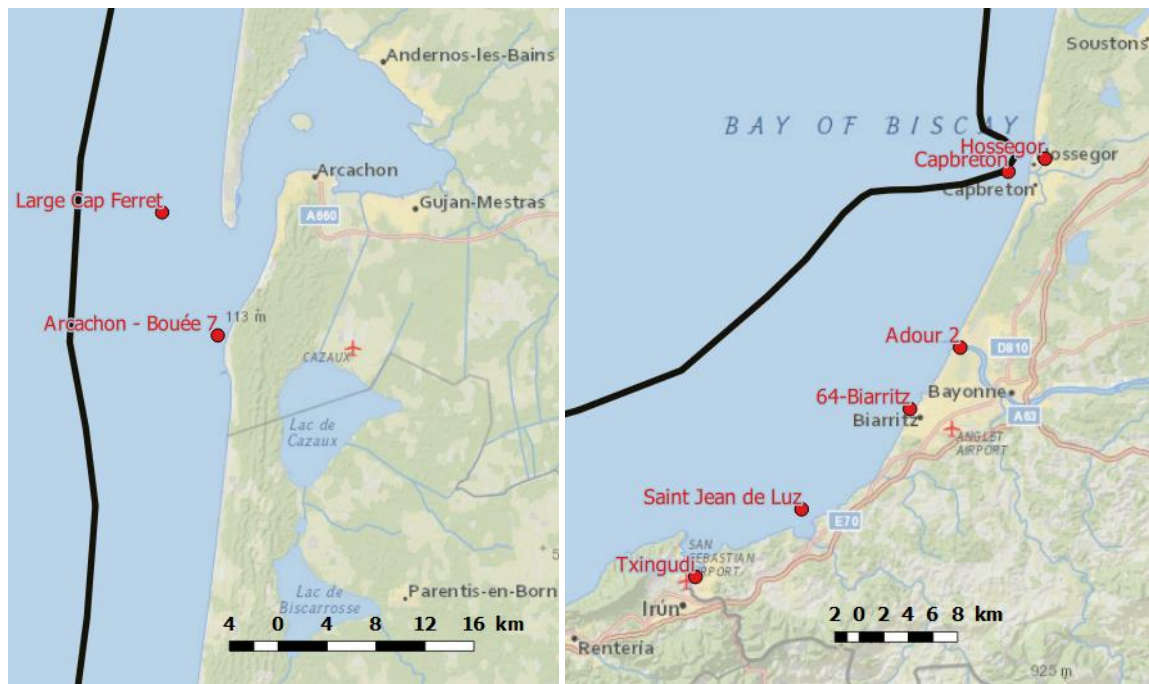 Andernos-les-Bains
Arcachon
Large Cap Ferret
A660
Gujan-Mestras
Arcachon - Bouée 7
113 m
CAZAUX
Lac de
Cazaux
Lac de
Biscarrosse
Parentis-en-Born
4 0 4 8 12 16 km
Soustons
BAY OF BISCAY
Hossegor
Hossegor
Capbreton
Capbreton
Adour 2
D810
64-Biarritz
Bayonne
Biarritz
A63
ANGLET
AIRPORT
Saint Jean de Luz
E70
SAN
SEBASTIAN
AIRPORT
Txingudi
Irún
2 0 2 4 6 8 km
Renteria
925 m